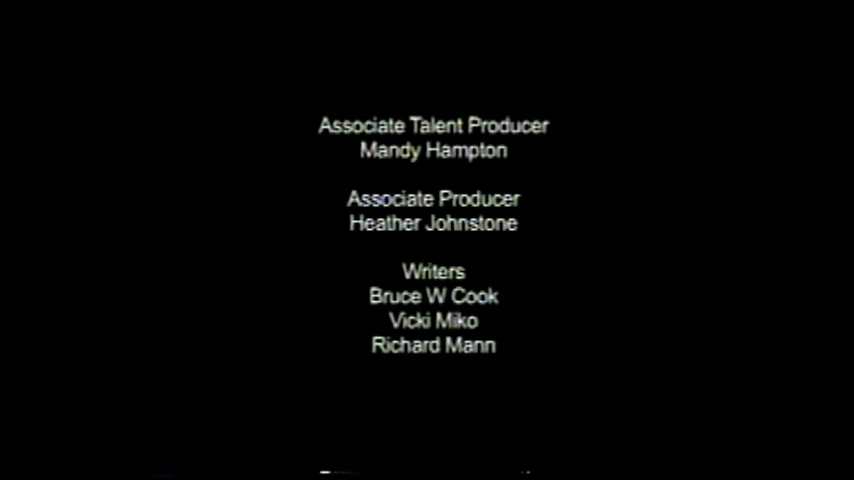 Associate Talent Producer
Mandy Hampton
Associate Producer
Heather Johnstone
Writers
Bruce W Cook
Vicki Miko
Richard Mann